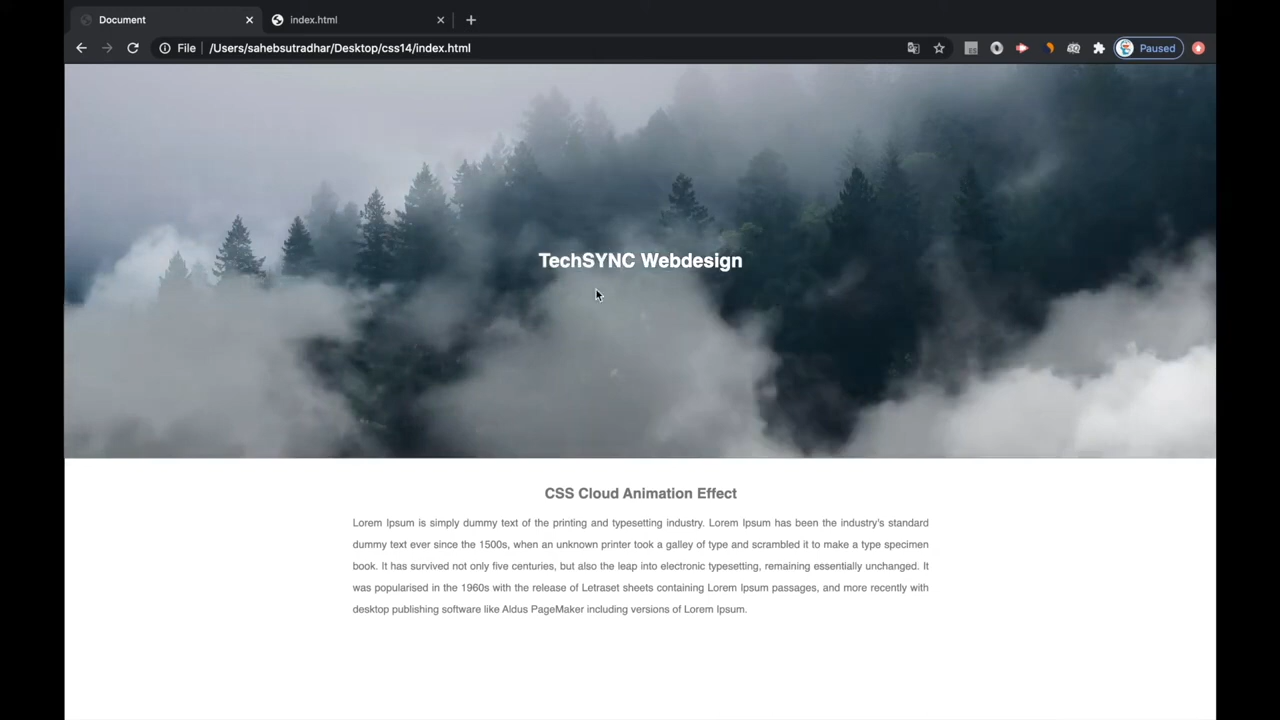 Document
index.html
File
/Users/sahebsutradhar/Desktop/css14/index.html
Paused
TechSYNC Webdesign
CSS Cloud Animation Effect
Lorem Ipsum is simply dummy text of the printing and typesetting industry. Lorem Ipsum has been the industry's standard
dummy text ever since the 1500s, when an unknown printer took a galley of type and scrambled it to make a type specimen
book. It has survived not only five centuries, but also the leap into electronic typesetting, remaining essentially unchanged. It
was popularised in the 1960s with the release of Letraset sheets containing Lorem Ipsum passages, and more recently with
desktop publishing software like Aldus PageMaker including versions of Lorem Ipsum.